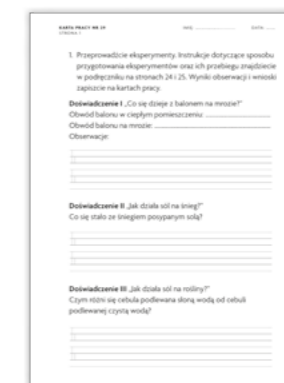 KARTA PRACY NR 29
STRONA 1
IMIĘ
DATA
1. Przeprowadźcie eksperymenty. Instrukcje dotyczące sposobu
przygotowania eksperymentów oraz ich przebiegu znajdziecie
w podręczniku na stronach 24 i 25. Wyniki obserwacji i wnioski
zapiszcie na kartach pracy.
Doświadczenie I „Co się dzieje z balonem na mrozie?”
Obwód balonu w ciepłym pomieszczeniu:
Obwód balonu na mrozie:
Obserwacje:
Doświadczenie II „Jak działa sól na śnieg?”
Co się stało ze śniegiem posypanym solą?
Doświadczenie III „Jak działa sól na rośliny?”
Czym różni się cebula podlewana słoną wodą od cebuli
podlewanej czystą wodą?